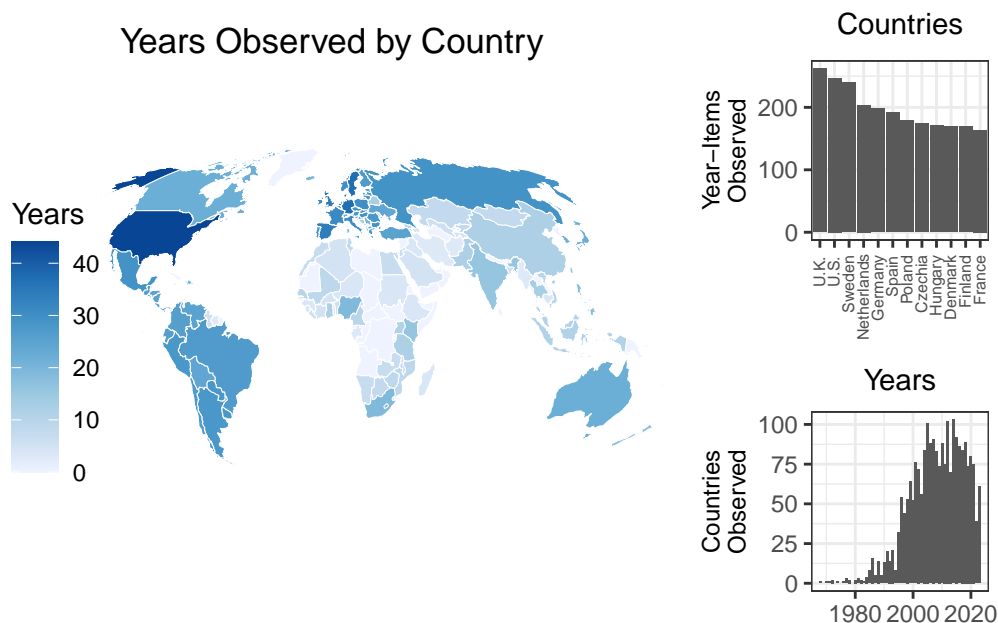 Years Observed by Country
Years
40
30
20
10
0
Countries
Year−Items
Observed
200
100
0
U.K.
U.S.
Sweden
Netherlands
Germany
Spain
Poland
Czechia
Hungary
Denmark
Finland
France
Years
Countries
Observed
100
75
50
25
0
1980 2000 2020